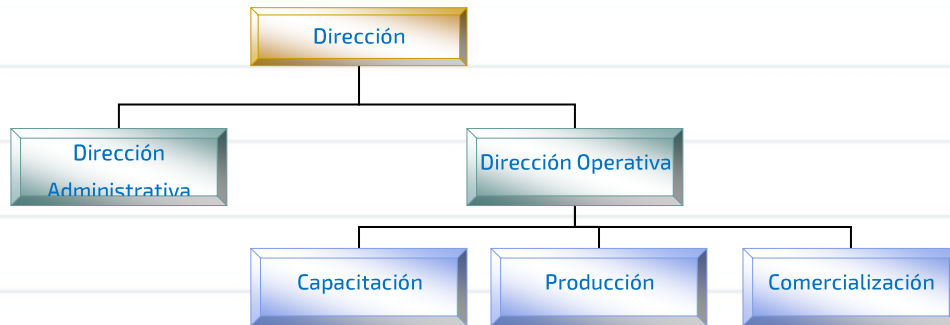 Dirección
Dirección
Administrativa
Dirección Operativa
Capacitación
Producción
Comercialización